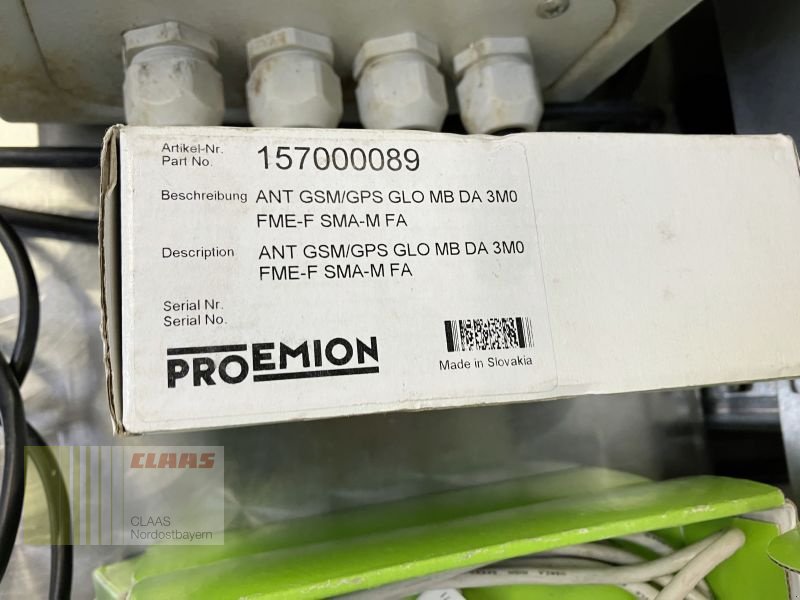 Artikel-Nr.
Part No. 157000089
Beschreibung ANT GSM/GPS GLO MB DA 3M0
FME-F SMA-M FA
Description ANT GSM/GPS GLO MB DA 3M0
FME-F SMA-M FA
Serial Nr.
Serial No.
PROEMION
Made in Slovakia
CLAAS
CLAAS
Nordostbayern